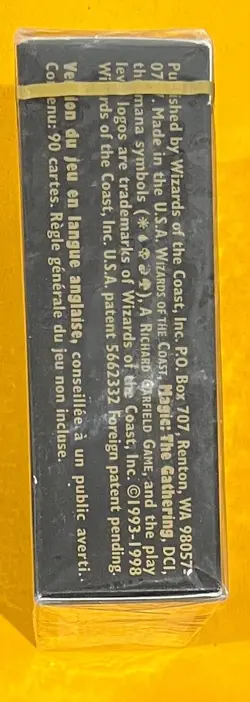 Published by Wizards of the Coast, Inc. P.O. Box 707, Renton, WA 98057-
0707. Made in the U.S.A. WIZARDS OF THE COAST, Magic: The Gathering, DCI,
the mana symbols ( ), A RICHARD GARFIELD GAME, and the play
level logos are trademarks of Wizards of the Coast, Inc. ©1993-1998
Wizards of the Coast, Inc. U.S.A. patent 5662332 Foreign patent pending.
Version du jeu en langue anglaise, conseillée à un public averti.
Contenu: 90 cartes. Règle générale du jeu non incluse.